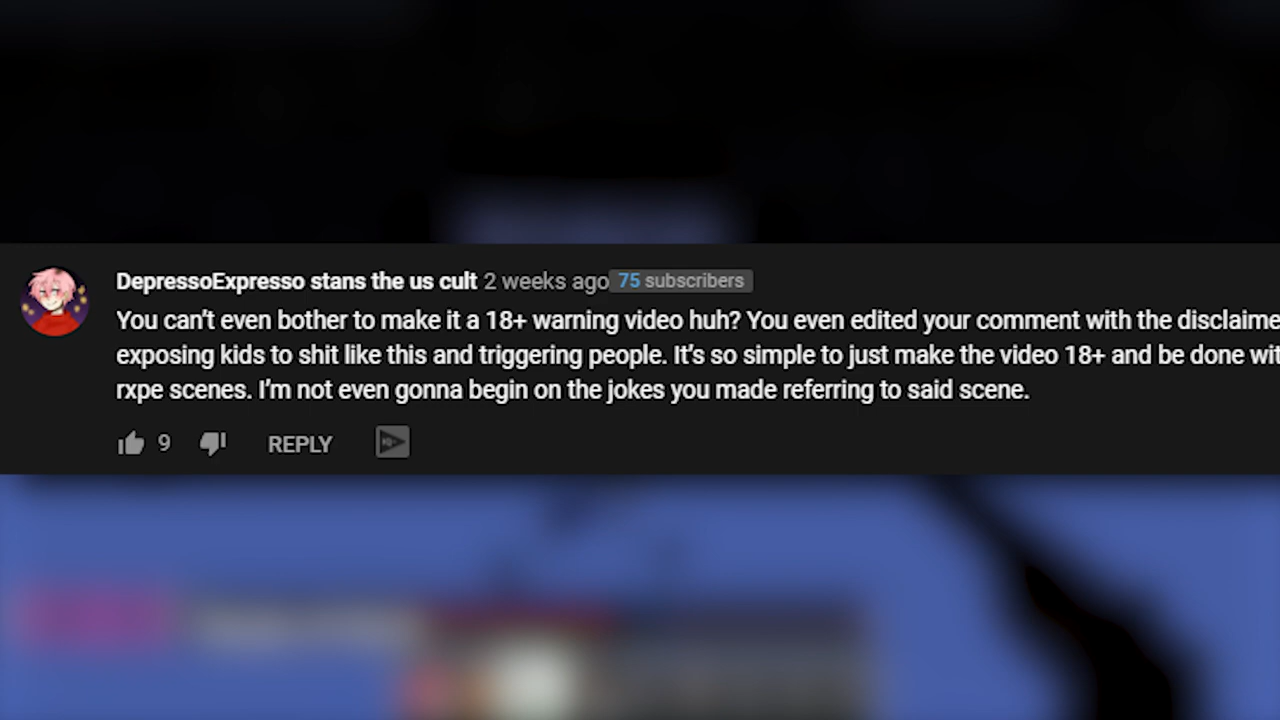 DepressoExpresso stans the us cult 2 weeks ago 75 subscribers
You can't even bother to make it a 18+ warning video huh? You even edited your comment with the
exposing kids to shit like this and triggering people. It's so simple to just make the video 18+ and be done
rxpe scenes. I'm not even gonna begin on the jokes you made referring to said scene.
9 REPLY